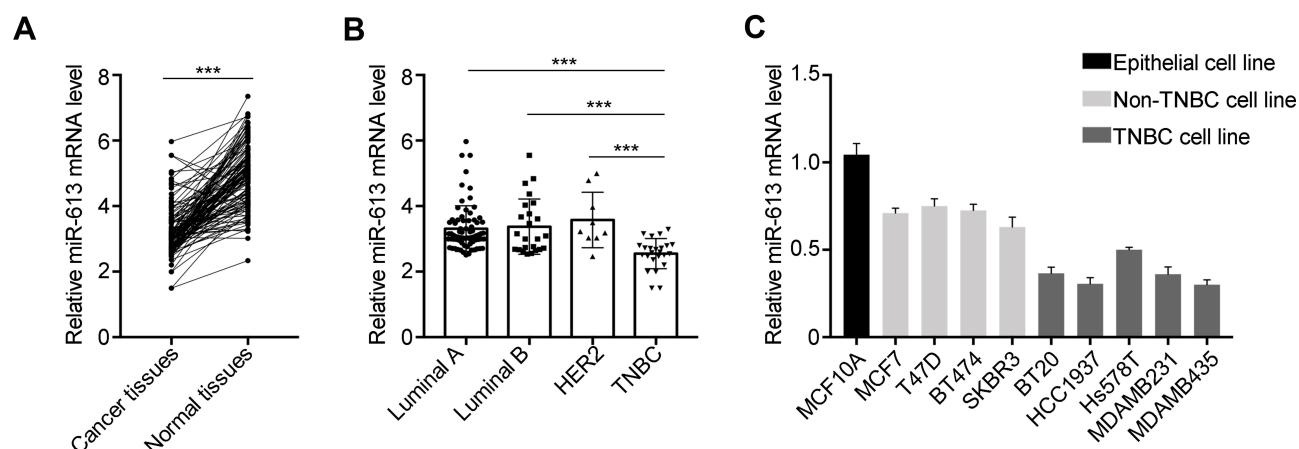 A
Relative miR-613 mRNA level
8
6
4
2
0
***
Cancer tissues
Normal tissues
B
Relative miR-613 mRNA level
8
6
4
2
0
***
***
***
Luminal A
Luminal B
HER2
TNBC
C
Relative miR-613 mRNA level
1.5
1.0
0.5
0
Epithelial cell line
Non-TNBC cell line
TNBC cell line
MCF10A
MCF7
T47D
BT474
SKBR3
BT20
HCC1937
Hs578T
MDAMB231
MDAMB435